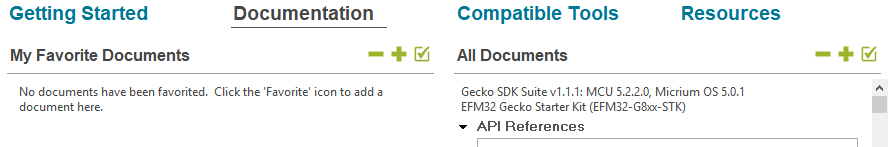 Getting Started Documentation Compatible Tools Resources
My Favorite Documents
No documents have been favorited.  Click the 'Favorite' icon to add a
document here.
All Documents
Gecko SDK Suite v1.1.1: MCU 5.2.2.0, Micrium OS 5.0.1
EFM32 Gecko Starter Kit (EFM32-G8xx-STK)
API References